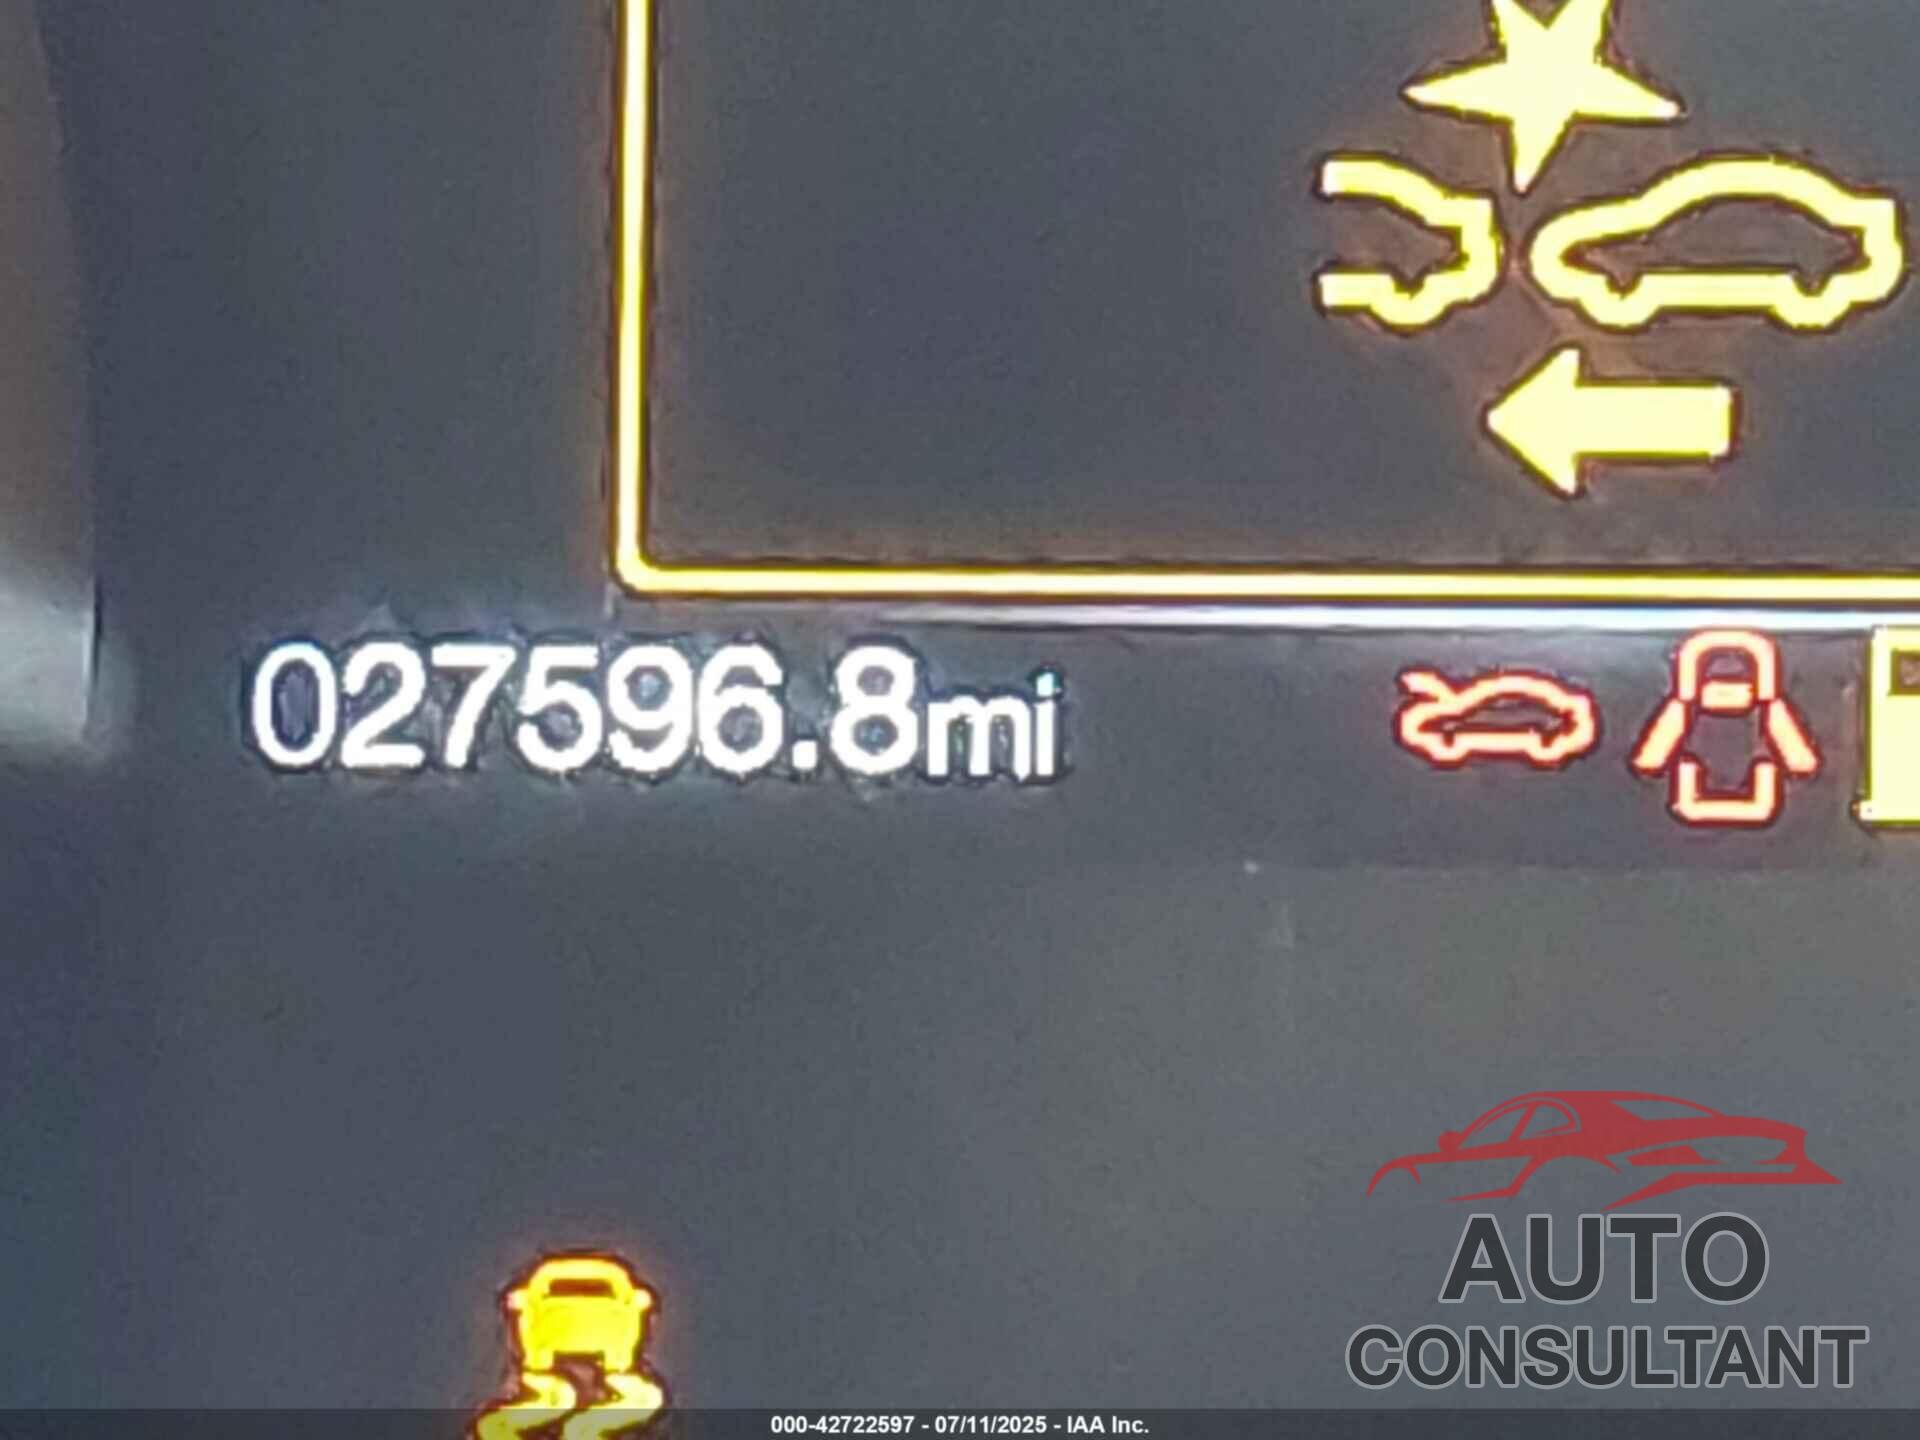 027596.8mi
AUTO
CONSULTANT
000-42722597 - 07/11/2025 - IAA Inc.